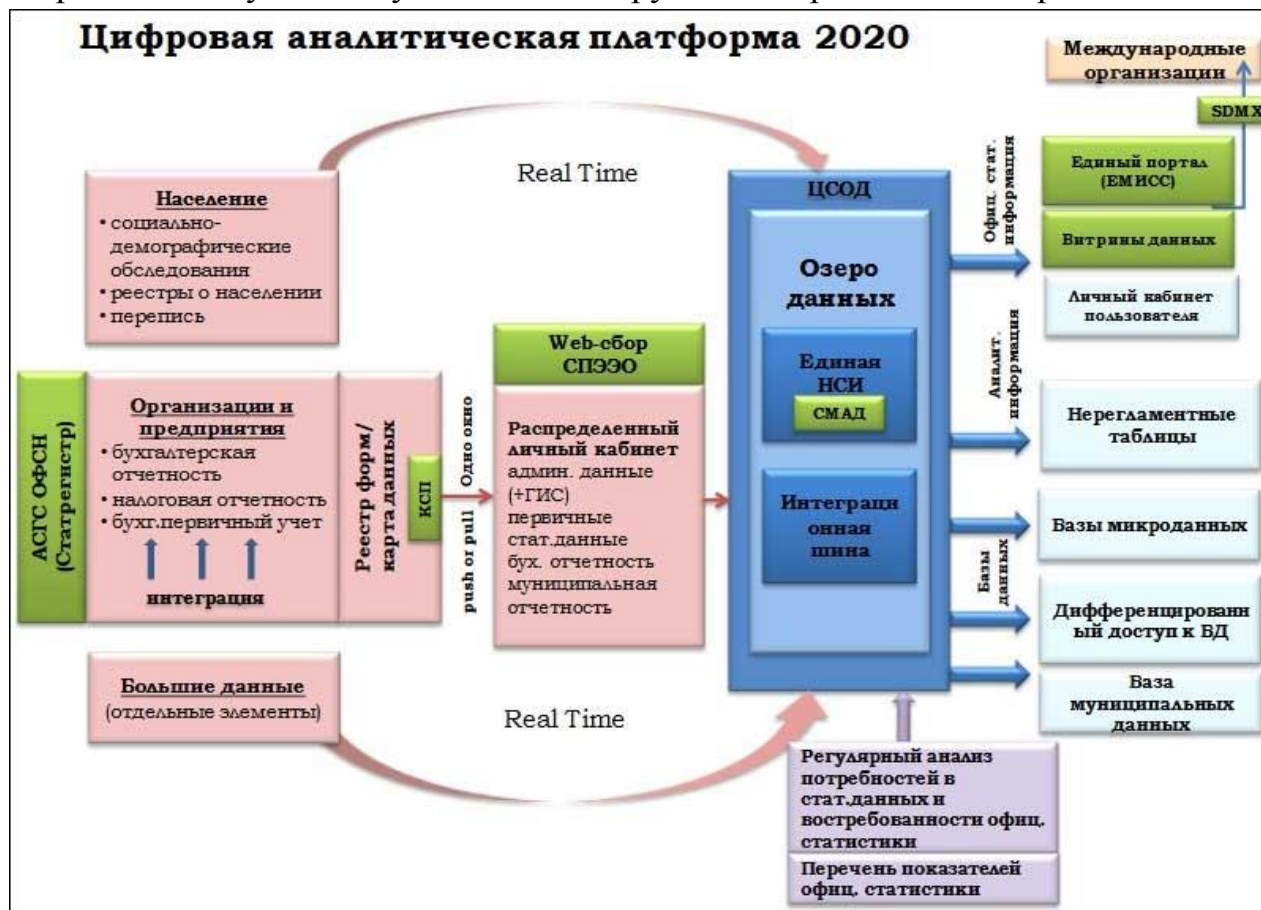 Цифровая аналитическая платформа 2020
Международные
организации
SDMX
Real Time
Население
• социально-
демографические
обследования
• реестры о населении
• перепись
АСГС ОФСН
(Статрегистр)
Организации и
предприятия
• бухгалтерская
отчетность
• налоговая отчетность
• бухг.первичный учет
интеграция
Реестр форм/
карта данных
КСП
Одно окно
push or pull
Web-сбор
СПЭЭО
Распределенный
личный кабинет
админ. данные
(+ГИС)
первичные
стат.данные
бух. отчетность
муниципальная
отчетность
ЦСОД
Озеро
данных
Единая
НСИ
СМАД
Интеграци
онная
шина
Офиц. стат.
информация
Аналит.
информация
Базы
данных
Единый портал
(ЕМИСС)
Витрины данных
Личный кабинет
пользователя
Нерегламентные
таблицы
Базы микроданных
Дифференцированн
ый доступ к БД
База
муниципальных
данных
Большие данные
(отдельные элементы)
Real Time
Регулярный анализ
потребностей в
стат.данных и
востребованности офиц.
статистики
Перечень показателей
офиц. статистики